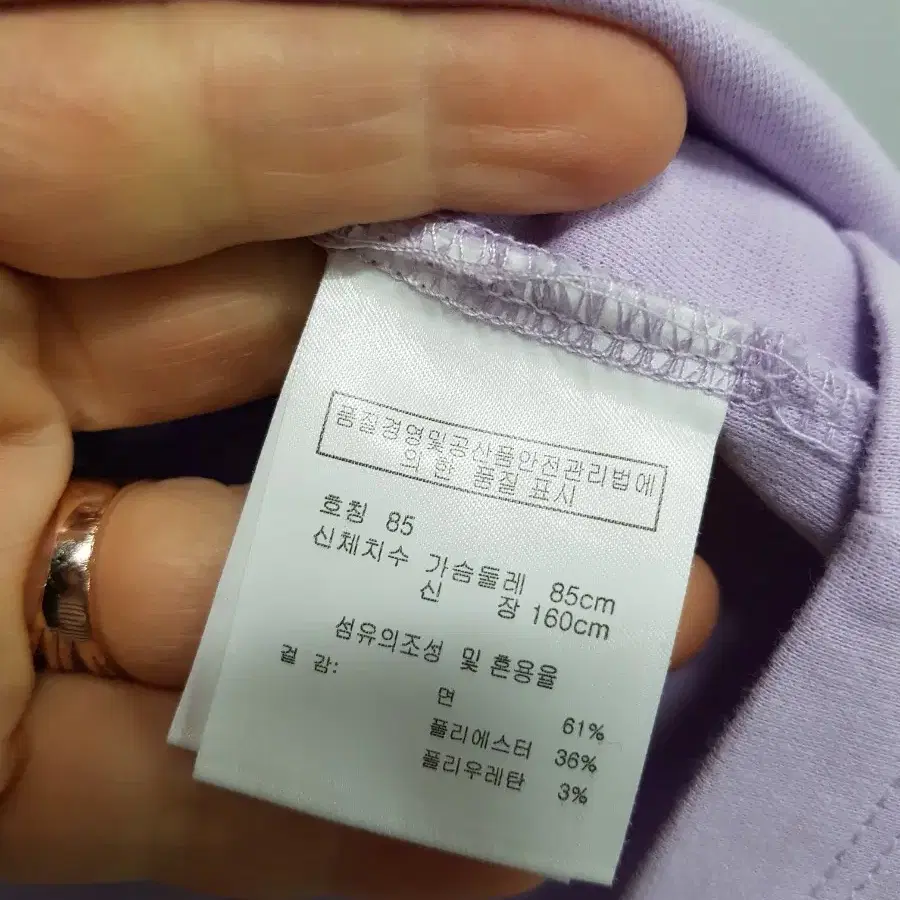 품질경영및공산품안전관리법에
의 한 품질 표시
호칭 85
신체치수 가슴둘레 85cm
신 장 160cm
섬유의조성 및 혼용율
겉 감:
면 61%
폴리에스터 36%
폴리우레탄 3%